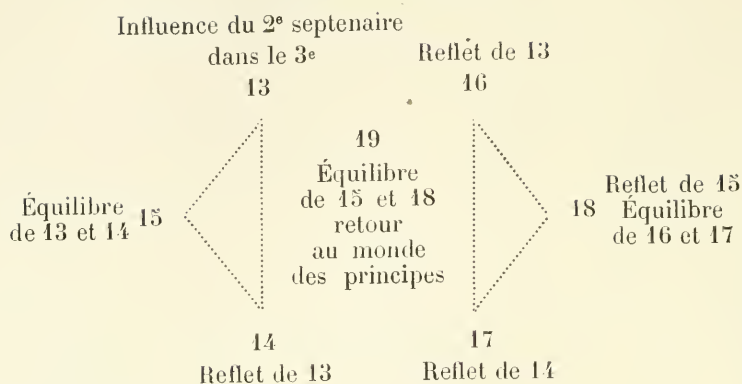 Influence du 2e septenaire
dans le 3e
13
Reflet de 13
16
19
Équilibre
de 15 et 18
retour
au monde
des principes
Équilibre
de 13 et 14
15
18
Reflet de 15
Équilibre
de 16 et 17
14
Reflet de 13
17
Reflet de 14